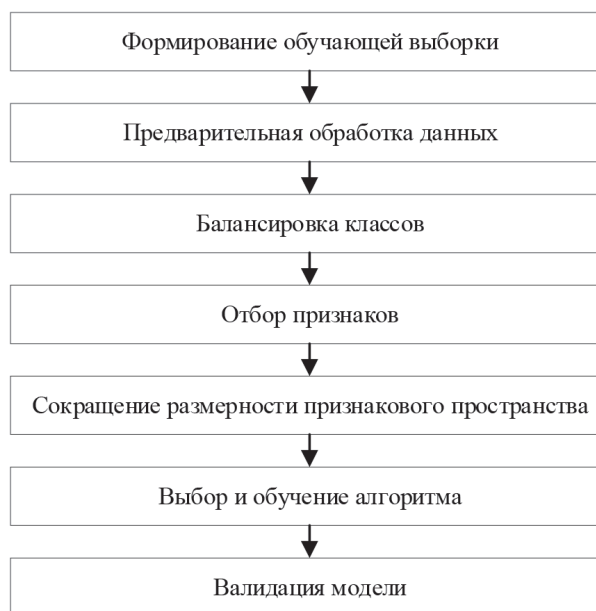 Формирование обучающей выборки
Предварительная обработка данных
Балансировка классов
Отбор признаков
Сокращение размерности признакового пространства
Выбор и обучение алгоритма
Валидация модели